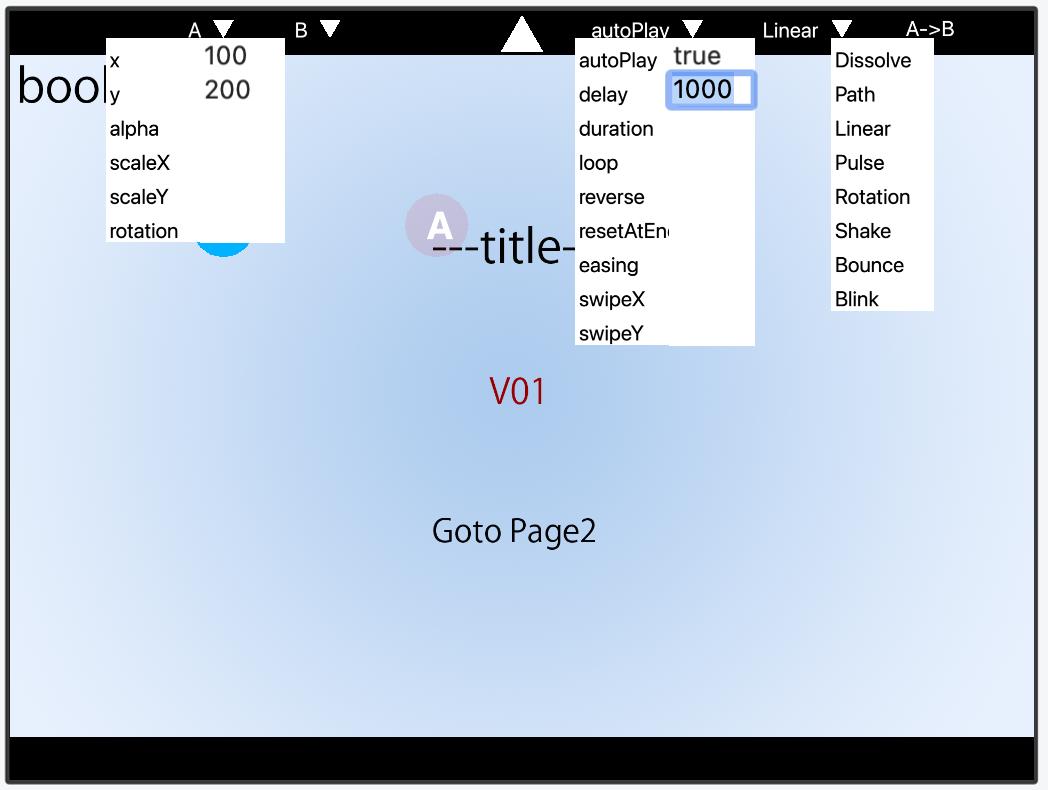 A B autoPlay Linear A->B
book
x 100
y 200
alpha
scaleX
scaleY
rotation
autoPlay true
delay 1000
duration
loop
reverse
resetAtEn
easing
swipeX
swipeY
Dissolve
Path
Linear
Pulse
Rotation
Shake
Bounce
Blink
A
---title-
V01
Goto Page2